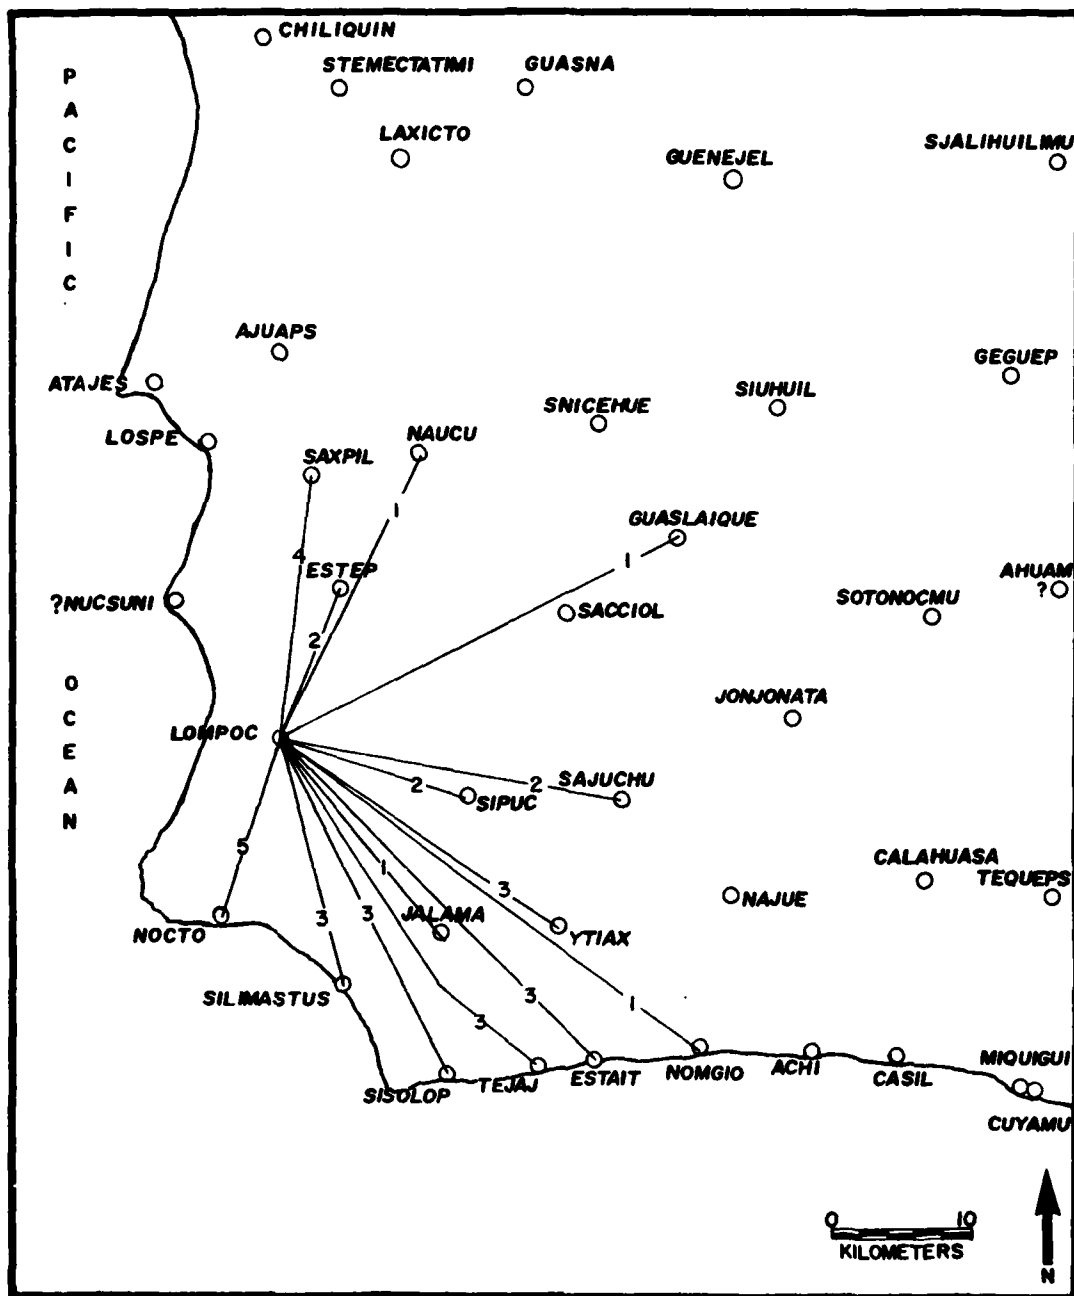 CHILIQUIN
STEMECTATIMI
GUASNA
LAXICTO
GUENEJEL
SJALIHUILIMU
PACIFIC
AJUAPS
ATAJES
GEGUEP
SIUHUIL
SNICEHUE
LOSPE
NAUCU
SAXPIL
1
GUASLAIQUE
4
1
ESTEP
AHUAM
?
?NUCSUNI
SOTONOCMU
SACCIOL
2
OCEAN
JONJONATA
LOMPOC
2
2
SAJUCHU
SIPUC
5
1
CALAHUASA
3
TEQUEPS
NAJUE
3
3
JALAMA
NOCTO
YTIAX
SILIMASTUS
3
1
3
SISOLOP
TEJAJ
ESTAIT
NOMGIO
ACHI
CASIL
MIQUIGUI
CUYAMU
0 10
KILOMETERS
N